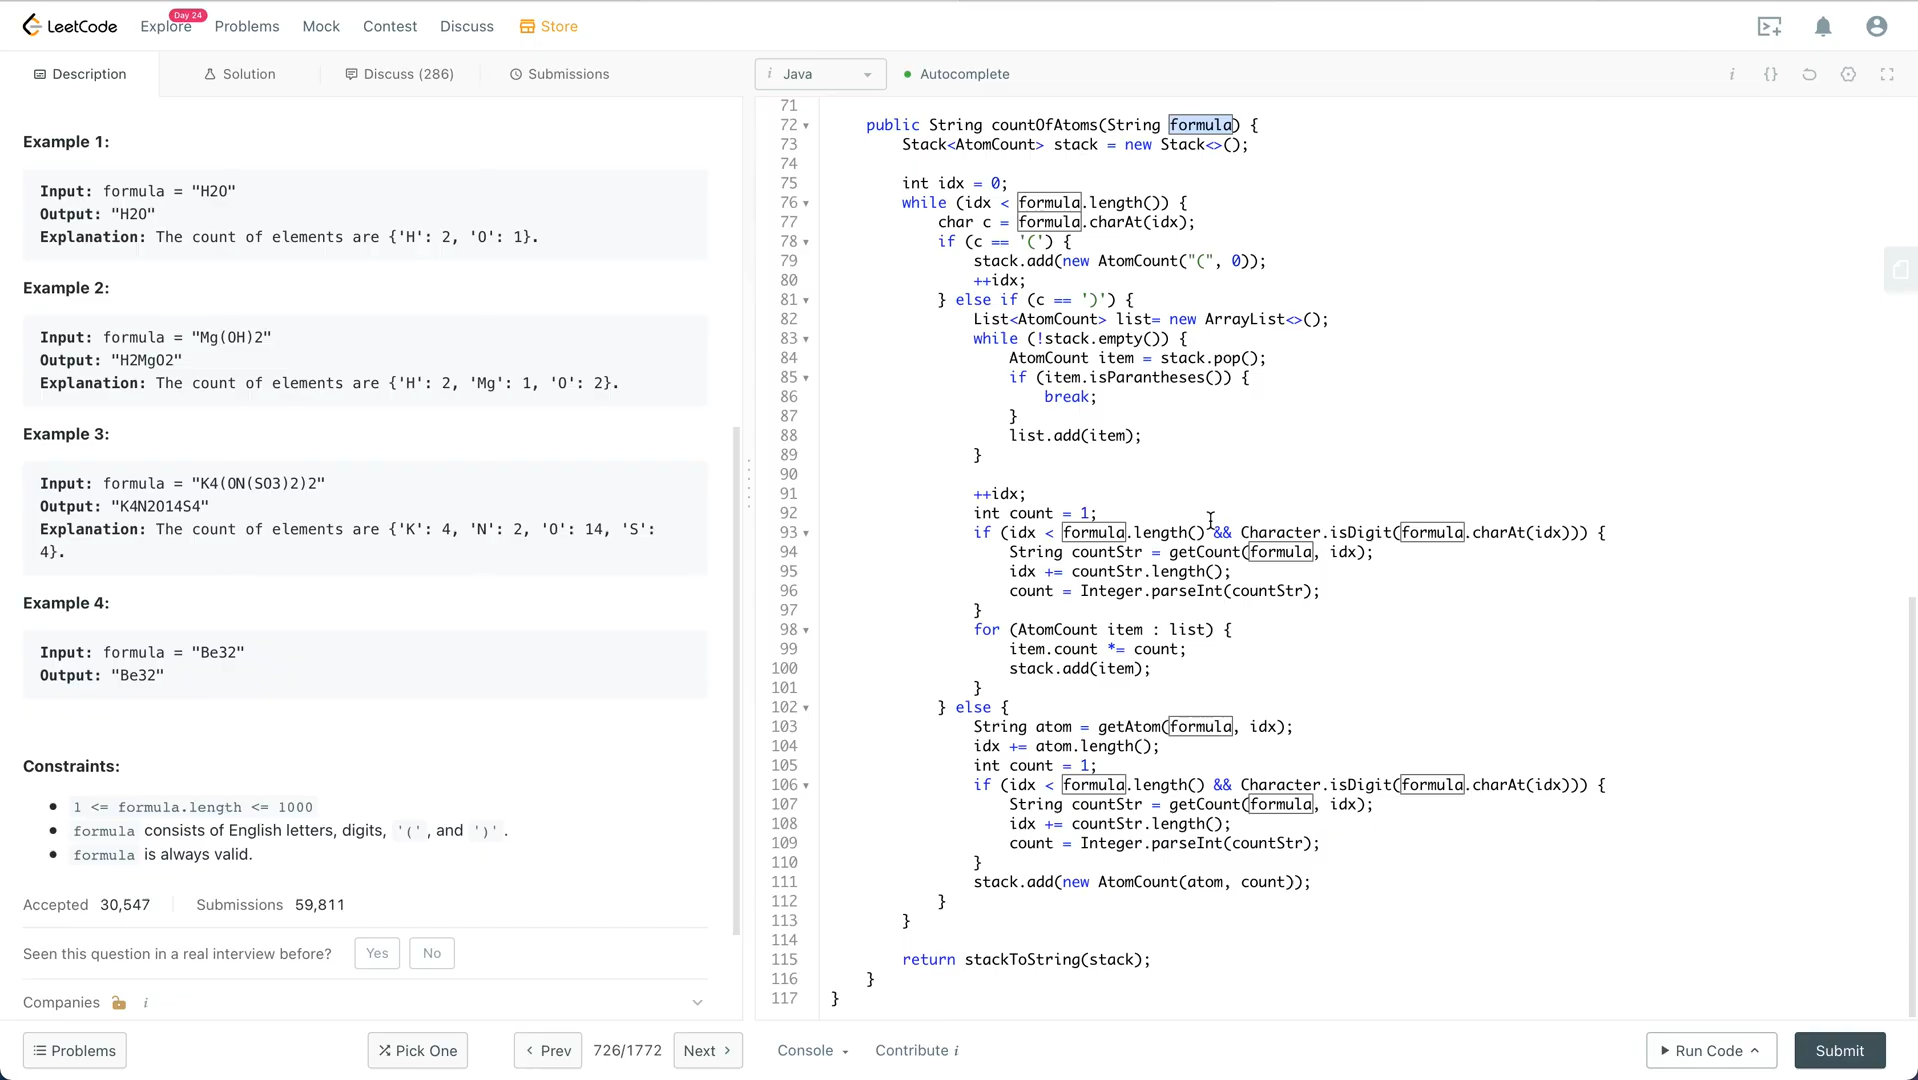 LeetCode
Explore
Day 24
Problems
Mock
Contest
Discuss
Store
Description
Solution
Discuss (286)
Submissions
i Java
Autocomplete
Example 1:
Input: formula = "H2O"
Output: "H2O"
Explanation: The count of elements are {'H': 2, 'O': 1}.
Example 2:
Input: formula = "Mg(OH)2"
Output: "H2MgO2"
Explanation: The count of elements are {'H': 2, 'Mg': 1, 'O': 2}.
Example 3:
Input: formula = "K4(ON(SO3)2)2"
Output: "K4N2O14S4"
Explanation: The count of elements are {'K': 4, 'N': 2, 'O': 14, 'S':
4}.
Example 4:
Input: formula = "Be32"
Output: "Be32"
Constraints:
1 <= formula.length <= 1000
formula consists of English letters, digits, '(', and ')'.
formula is always valid.
Accepted 30,547 Submissions 59,811
Seen this question in a real interview before? Yes No
Companies i
71
72 public String countOfAtoms(String formula) {
73 Stack<AtomCount> stack = new Stack<>();
74
75 int idx = 0;
76 while (idx < formula.length()) {
77 char c = formula.charAt(idx);
78 if (c == '(') {
79 stack.add(new AtomCount("(", 0));
80 ++idx;
81 } else if (c == ')') {
82 List<AtomCount> list= new ArrayList<>();
83 while (!stack.empty()) {
84 AtomCount item = stack.pop();
85 if (item.isParantheses()) {
86 break;
87 }
88 list.add(item);
89 }
90
91 ++idx;
92 int count = 1;
93 if (idx < formula.length() && Character.isDigit(formula.charAt(idx))) {
94 String countStr = getCount(formula, idx);
95 idx += countStr.length();
96 count = Integer.parseInt(countStr);
97 }
98 for (AtomCount item : list) {
99 item.count *= count;
100 stack.add(item);
101 }
102 } else {
103 String atom = getAtom(formula, idx);
104 idx += atom.length();
105 int count = 1;
106 if (idx < formula.length() && Character.isDigit(formula.charAt(idx))) {
107 String countStr = getCount(formula, idx);
108 idx += countStr.length();
109 count = Integer.parseInt(countStr);
110 }
111 stack.add(new AtomCount(atom, count));
112 }
113 }
114
115 return stackToString(stack);
116 }
117 }
Problems
Pick One
Prev
726/1772
Next
Console
Contribute i
Run Code
Submit